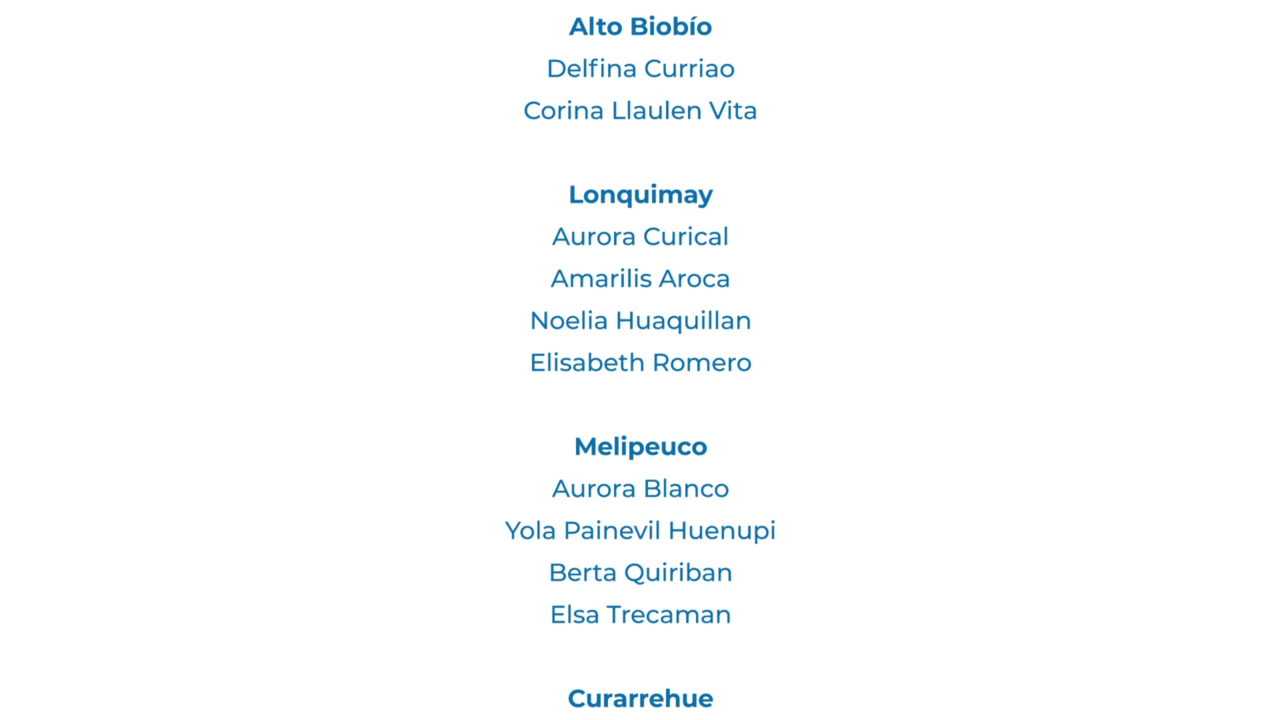 Alto Biobío
Delfina Curriao
Corina Llaulen Vita
Lonquimay
Aurora Curical
Amarilis Aroca
Noelia Huaquillan
Elisabeth Romero
Melipeuco
Aurora Blanco
Yola Painevil Huenupi
Berta Quiriban
Elsa Trecaman
Curarrehue